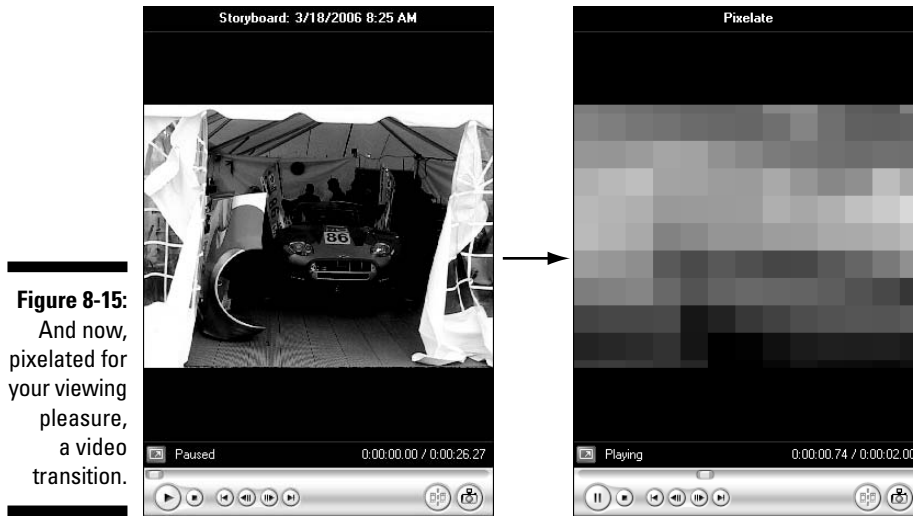 Storyboard: 3/18/2006 8:25 AM
86
Paused
0:00:00.00 / 0:00:26.27
Pixelate
Playing
0:00:00.74 / 0:00:02.00
Figure 8-15:
And now,
pixelated for
your viewing
pleasure,
a video
transition.